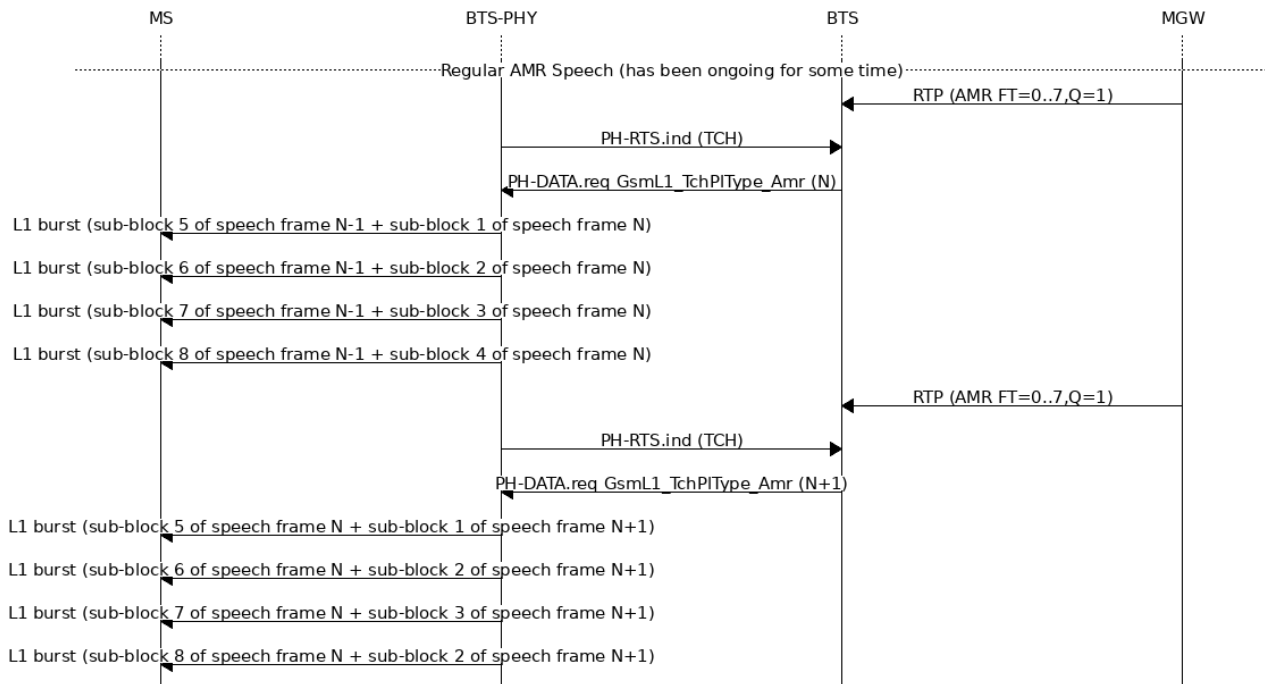 MS BTS-PHY BTS MGW
Regular AMR Speech (has been ongoing for some time)
RTP (AMR FT=0..7,Q=1)
PH-RTS.ind (TCH)
PH-DATA.req GsmL1_TchPlType_Amr (N)
L1 burst (sub-block 5 of speech frame N-1 + sub-block 1 of speech frame N)
L1 burst (sub-block 6 of speech frame N-1 + sub-block 2 of speech frame N)
L1 burst (sub-block 7 of speech frame N-1 + sub-block 3 of speech frame N)
L1 burst (sub-block 8 of speech frame N-1 + sub-block 4 of speech frame N)
RTP (AMR FT=0..7,Q=1)
PH-RTS.ind (TCH)
PH-DATA.req GsmL1_TchPlType_Amr (N+1)
L1 burst (sub-block 5 of speech frame N + sub-block 1 of speech frame N+1)
L1 burst (sub-block 6 of speech frame N + sub-block 2 of speech frame N+1)
L1 burst (sub-block 7 of speech frame N + sub-block 3 of speech frame N+1)
L1 burst (sub-block 8 of speech frame N + sub-block 2 of speech frame N+1)